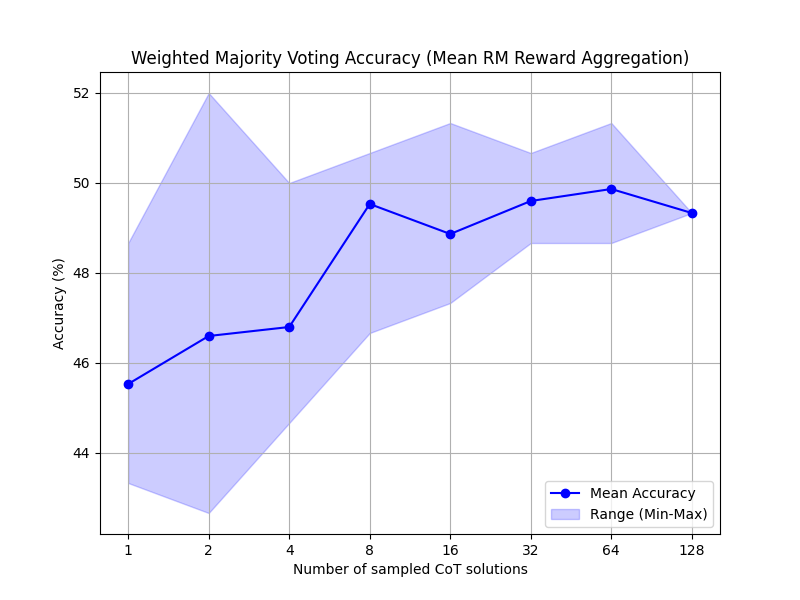 Weighted Majority Voting Accuracy (Mean RM Reward Aggregation)
52
50
48
46
44
Accuracy (%)
Mean Accuracy
Range (Min-Max)
1 2 4 8 16 32 64 128
Number of sampled CoT solutions